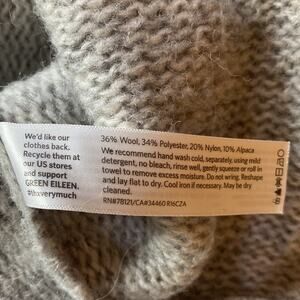 We'd like our
clothes back.
Recycle them at
our US stores
and support
GREEN EILEEN.
#thxverymuch
36% Wool, 34% Polyester, 20% Nylon, 10% Alpaca
We recommend hand wash cold, separately, using mild
detergent, no bleach, rinse well, gently squeeze or roll in
towel to remove excess moisture. Do not wring. Reshape
and lay flat to dry. Cool iron if necessary. May be dry
cleaned.
RN#78121/CA#34460 R16CZA